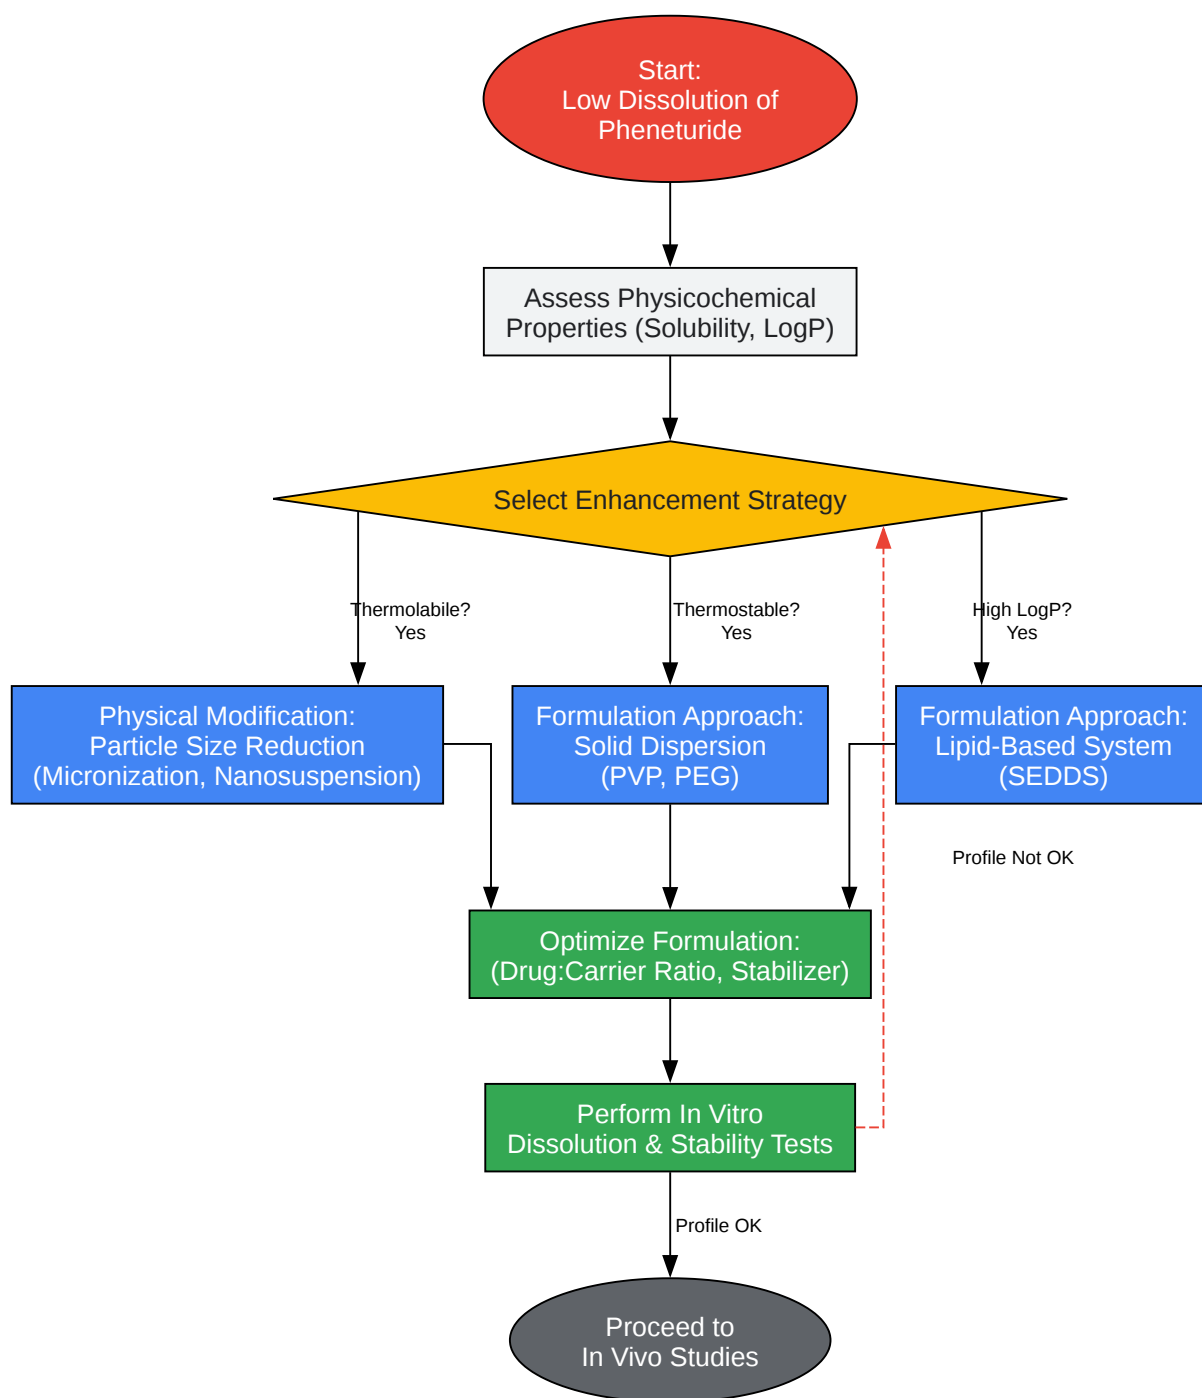 Start:
Low Dissolution of
Pheneturide
Assess Physicochemical
Properties (Solubility, LogP)
Select Enhancement Strategy
Thermolabile?
Yes
Thermostable?
Yes
High LogP?
Yes
Physical Modification:
Particle Size Reduction
(Micronization, Nanosuspension)
Formulation Approach:
Solid Dispersion
(PVP, PEG)
Formulation Approach:
Lipid-Based System
(SEDDS)
Profile Not OK
Optimize Formulation:
(Drug:Carrier Ratio, Stabilizer)
Perform In Vitro
Dissolution & Stability Tests
Profile OK
Proceed to
In Vivo Studies